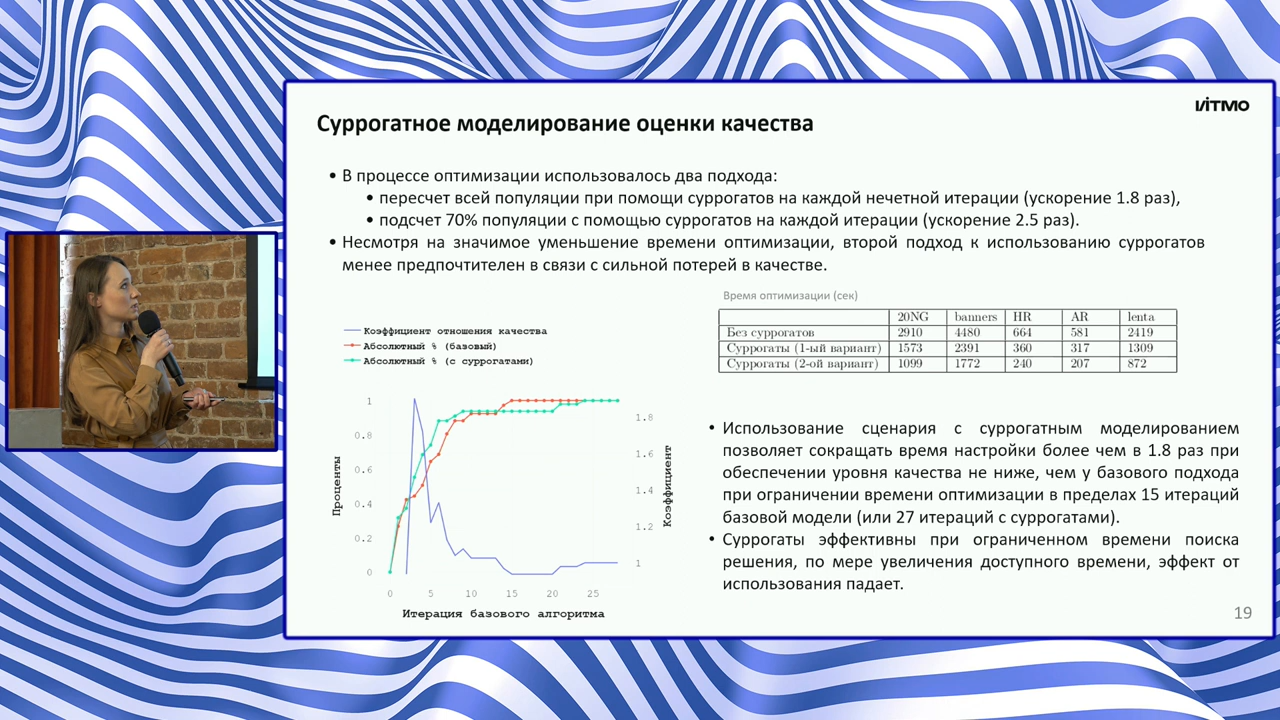 ИТМО
Суррогатное моделирование оценки качества
• В процессе оптимизации использовалось два подхода:
• пересчет всей популяции при помощи суррогатов на каждой нечетной итерации (ускорение 1.8 раз),
• подсчет 70% популяции с помощью суррогатов на каждой итерации (ускорение 2.5 раз).
• Несмотря на значимое уменьшение времени оптимизации, второй подход к использованию суррогатов
менее предпочтителен в связи с сильной потерей в качестве.
Время оптимизации (сек)
20NG banners HR AR lenta
Без суррогатов 2910 4480 664 581 2419
Суррогаты (1-ый вариант) 1573 2391 360 317 1309
Суррогаты (2-ой вариант) 1099 1772 240 207 872
Коэффициент отношения качества
Абсолютный % (базовый)
Абсолютный % (с суррогатами)
1
0.8
0.6
0.4
0.2
0
Проценты
1.8
1.6
1.4
1.2
1
Коэффициент
0 5 10 15 20 25
Итерация базового алгоритма
• Использование сценария с суррогатным моделированием
позволяет сокращать время настройки более чем в 1.8 раз при
обеспечении уровня качества не ниже, чем у базового подхода
при ограничении времени оптимизации в пределах 15 итераций
базовой модели (или 27 итераций с суррогатами).
• Суррогаты эффективны при ограниченном времени поиска
решения, по мере увеличения доступного времени, эффект от
использования падает.
19